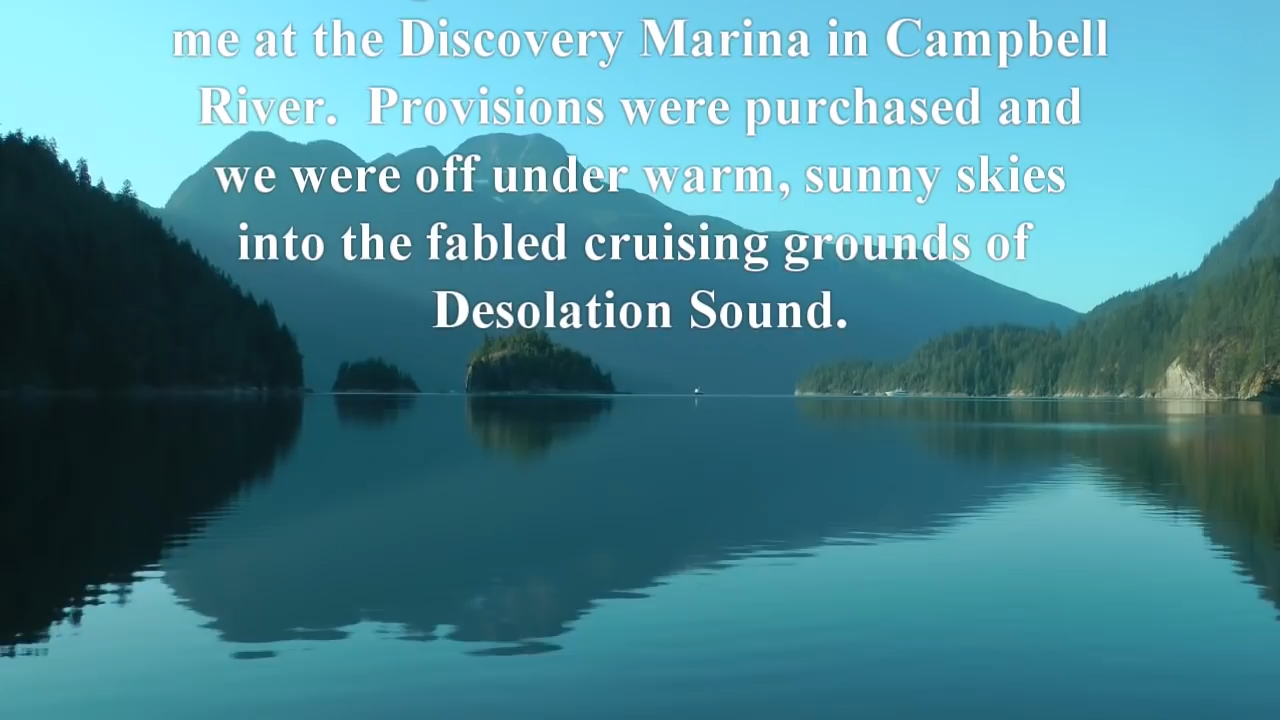 me at the Discovery Marina in Campbell
River.  Provisions were purchased and
we were off under warm, sunny skies
into the fabled cruising grounds of
Desolation Sound.